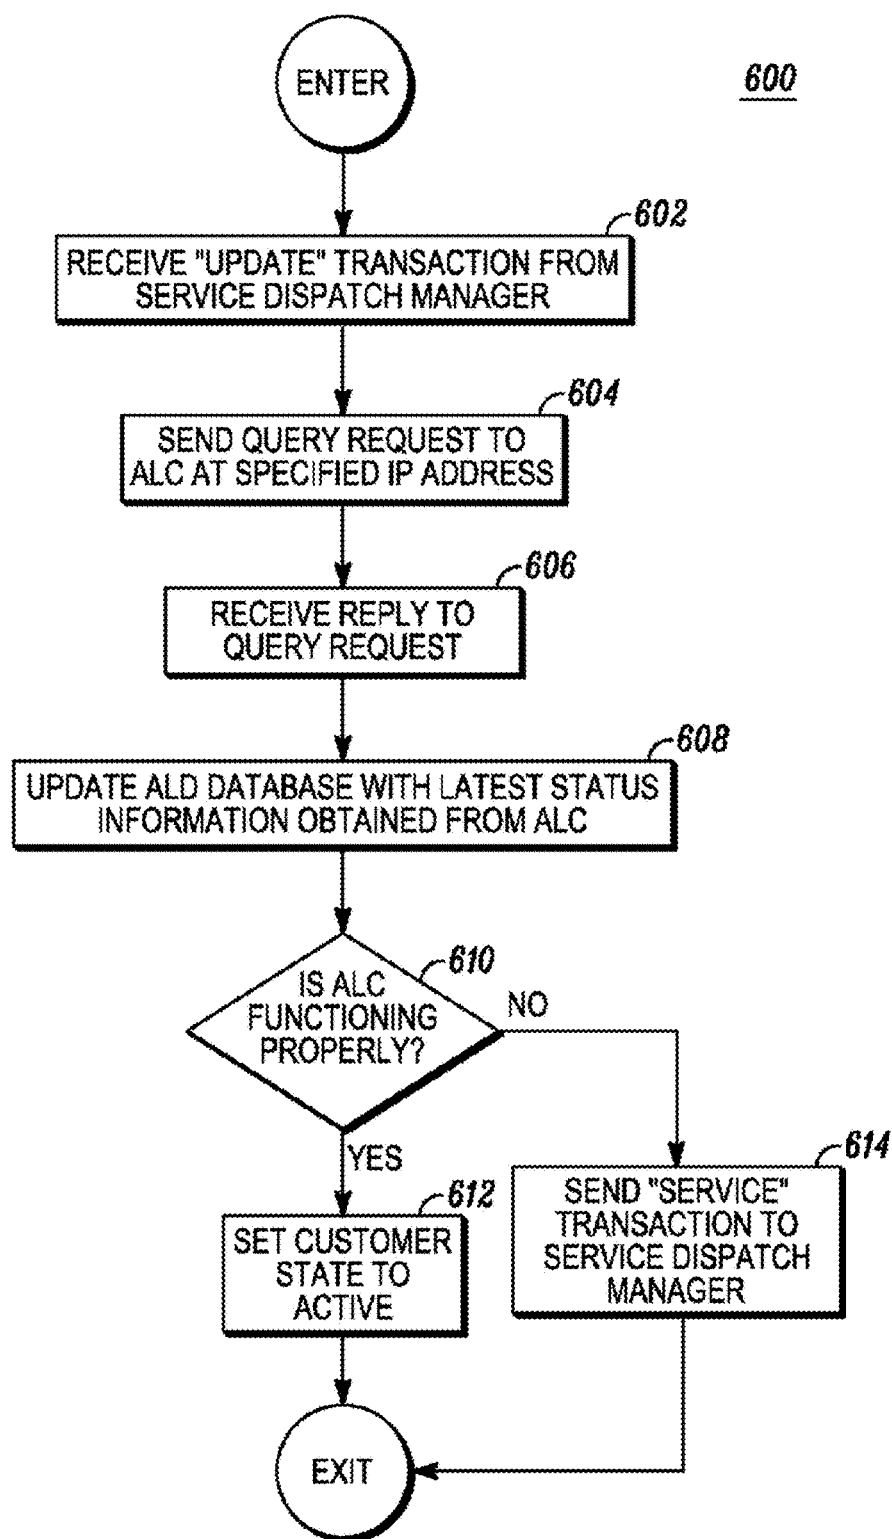 ENTER
600
602
RECEIVE "UPDATE" TRANSACTION FROM
SERVICE DISPATCH MANAGER
604
SEND QUERY REQUEST TO
ALC AT SPECIFIED IP ADDRESS
606
RECEIVE REPLY TO
QUERY REQUEST
608
UPDATE ALD DATABASE WITH LATEST STATUS
INFORMATION OBTAINED FROM ALC
610
IS ALC
FUNCTIONING
PROPERLY?
NO
YES
612
SET CUSTOMER
STATE TO
ACTIVE
614
SEND "SERVICE"
TRANSACTION TO
SERVICE DISPATCH
MANAGER
EXIT